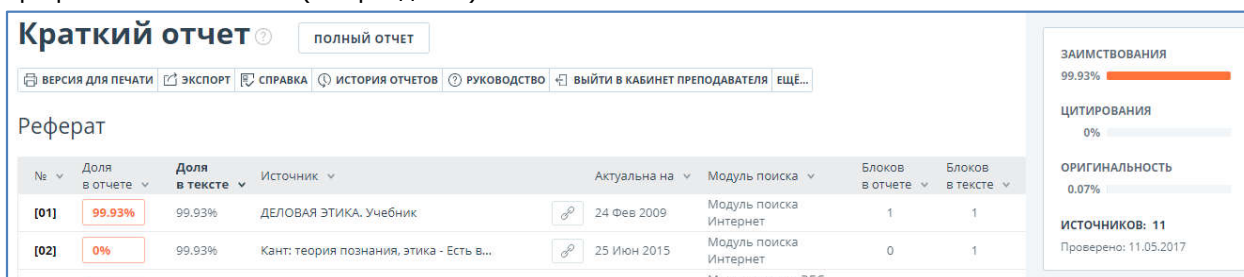 Краткий отчет ? ПОЛНЫЙ ОТЧЕТ
ВЕРСИЯ ДЛЯ ПЕЧАТИ ЭКСПОРТ СПРАВКА ИСТОРИЯ ОТЧЕТОВ ? РУКОВОДСТВО ВЫЙТИ В КАБИНЕТ ПРЕПОДАВАТЕЛЯ ЕЩЁ...
Реферат
№ Доля в отчете Доля в тексте Источник Актуальна на Модуль поиска Блоков в отчете Блоков в тексте
[01] 99.93% 99.93% ДЕЛОВАЯ ЭТИКА. Учебник 24 Фев 2009 Модуль поиска Интернет 1 1
[02] 0% 99.93% Кант: теория познания, этика - Есть в... 25 Июн 2015 Модуль поиска Интернет 0 1
ЗАИМСТВОВАНИЯ
99.93%
ЦИТИРОВАНИЯ
0%
ОРИГИНАЛЬНОСТЬ
0.07%
ИСТОЧНИКОВ: 11
Проверено: 11.05.2017